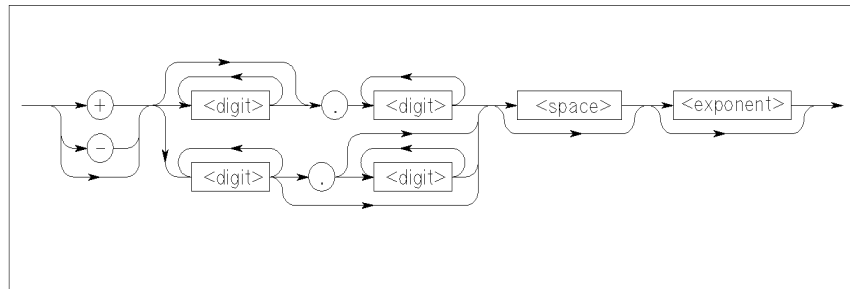 + <digit> . <digit> <space> <exponent>
−
<digit> . <digit>